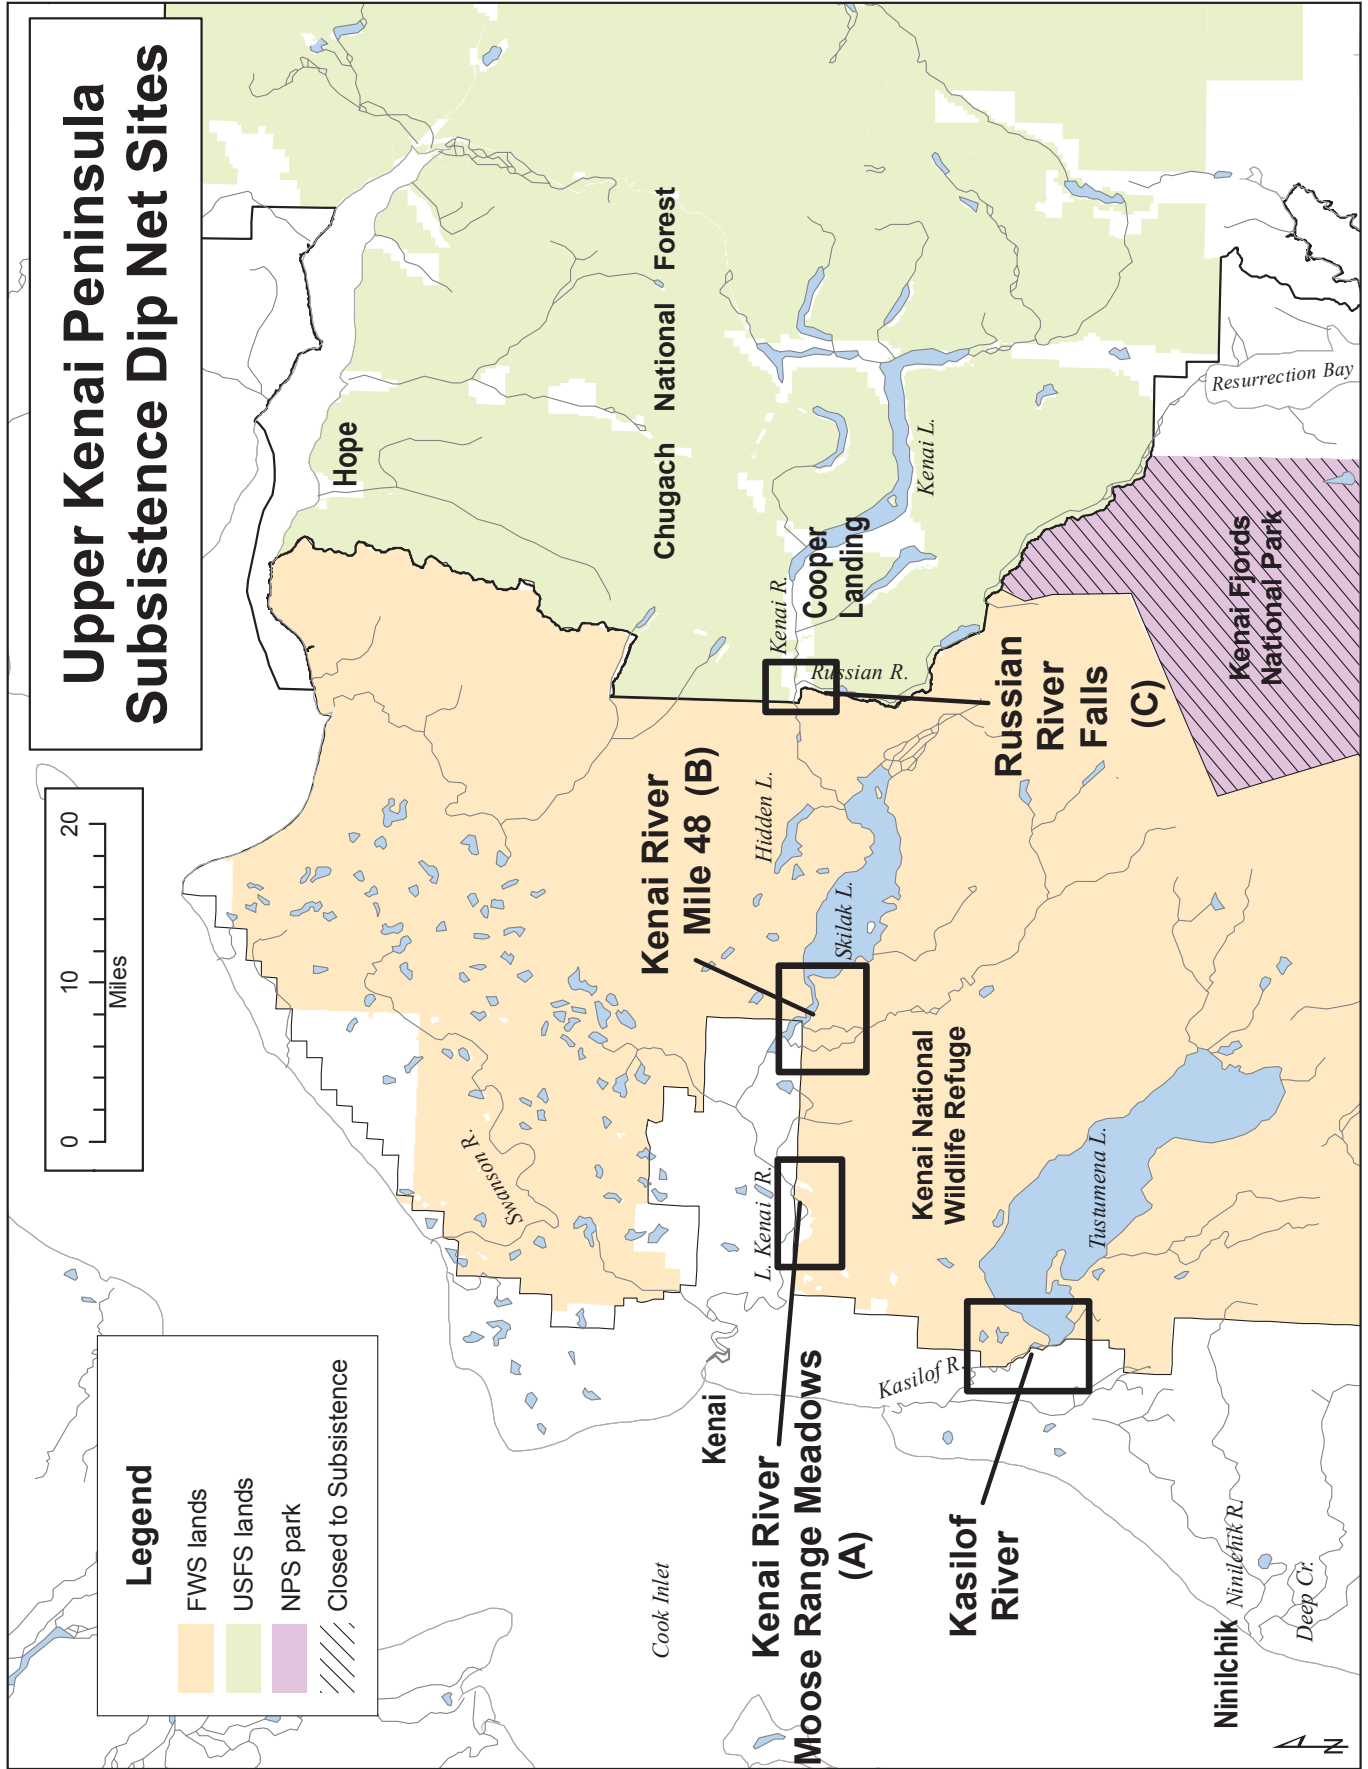 Upper Kenai Peninsula
Subsistence Dip Net Sites
0
10
20
Miles
Legend
FWS lands
USFS lands
NPS park
Closed to Subsistence
Hope
Chugach National Forest
Swanson R.
Kenai River
Mile 48 (B)
Hidden L.
Kenai R.
Cooper
Landing
Kenai L.
Russian R.
Skilak L.
Russian
River
Falls
(C)
Cook Inlet
Kenai
L. Kenai R.
Kenai River
Moose Range Meadows
(A)
Kenai National
Wildlife Refuge
Kasilof R.
Kasilof
River
Tustumena L.
Kenai Fjords
National Park
Resurrection Bay
Ninilchik
Ninilchik R.
Deep Cr.
N